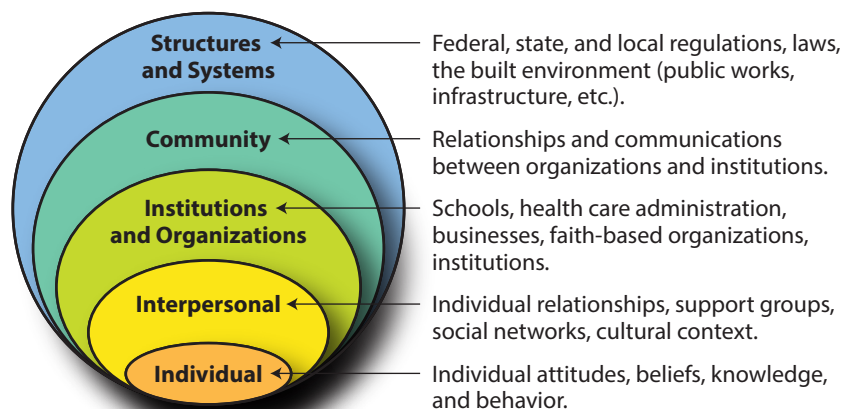 Structures
and Systems
Federal, state, and local regulations, laws,
the built environment (public works,
infrastructure, etc.).
Community
Relationships and communications
between organizations and institutions.
Institutions
and Organizations
Schools, health care administration,
businesses, faith-based organizations,
institutions.
Interpersonal
Individual relationships, support groups,
social networks, cultural context.
Individual
Individual attitudes, beliefs, knowledge,
and behavior.